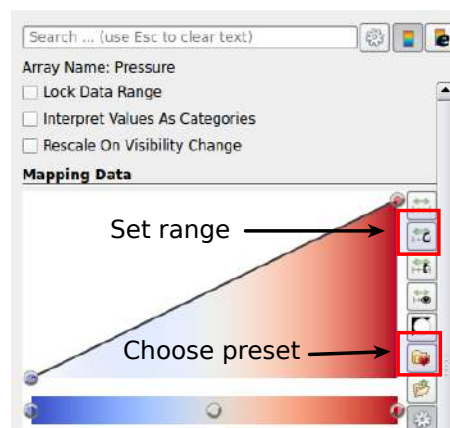 Search ... (use Esc to clear text)
Array Name: Pressure
Lock Data Range
Interpret Values As Categories
Rescale On Visibility Change
Mapping Data
Set range
Choose preset